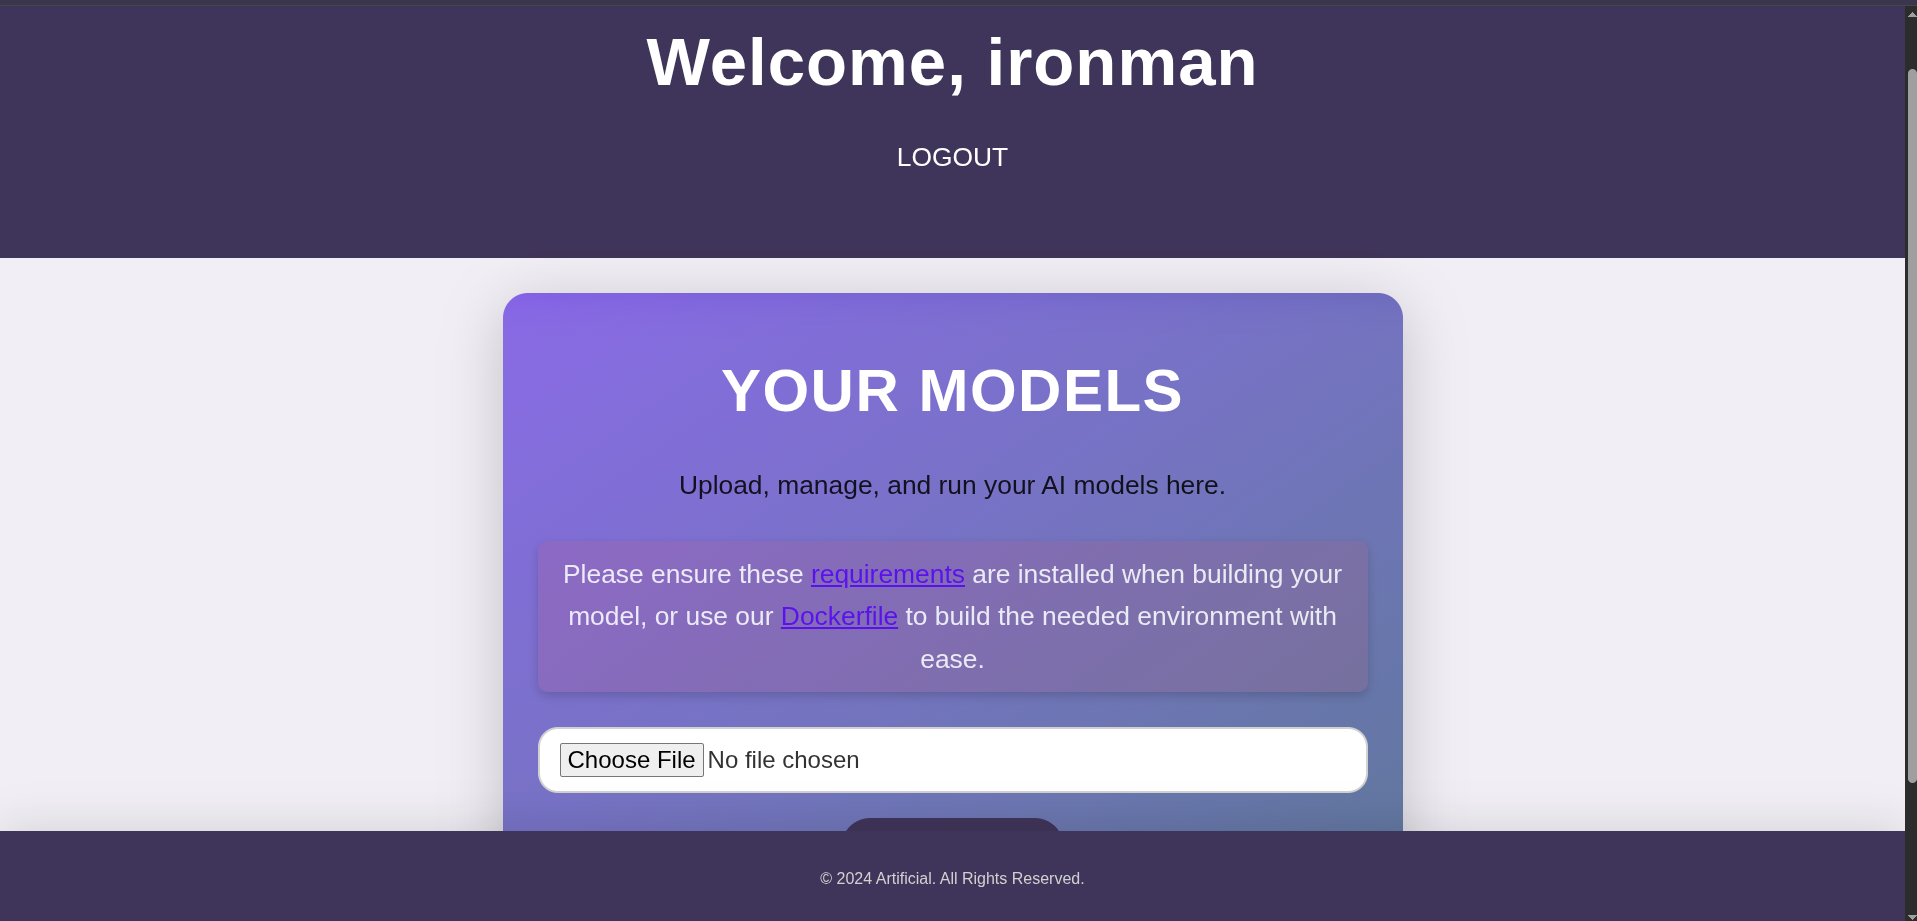 Welcome, ironman
LOGOUT
YOUR MODELS
Upload, manage, and run your AI models here.
Please ensure these requirements are installed when building your
model, or use our Dockerfile to build the needed environment with
ease.
Choose File No file chosen
© 2024 Artificial. All Rights Reserved.